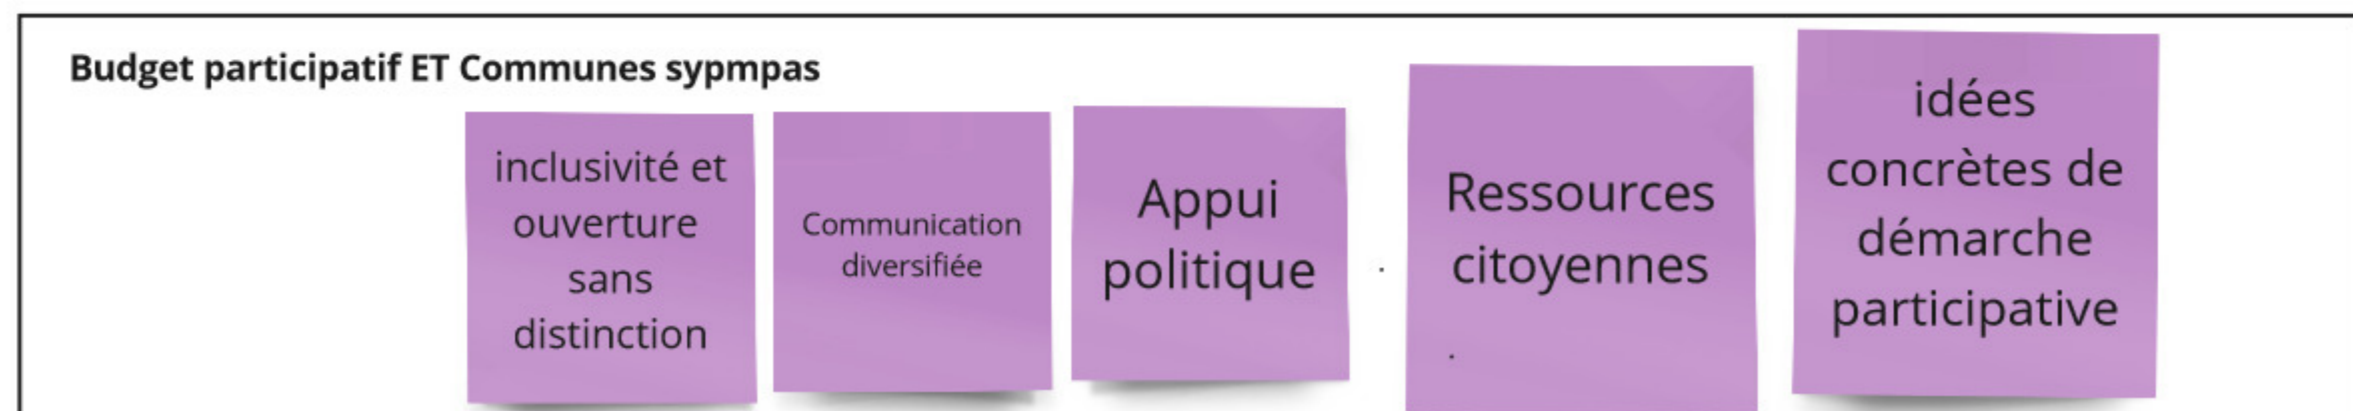 Budget participatif ET Communes sypmpas
inclusivité et
ouverture
sans
distinction
Communication
diversifiée
Appui
politique
Ressources
citoyennes
idées
concrètes de
démarche
participative